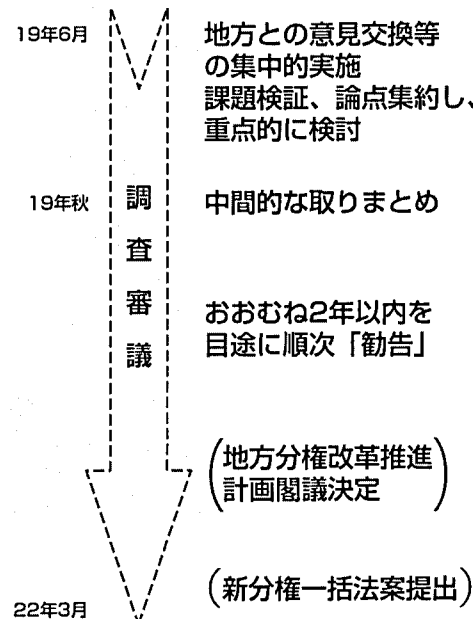 19年6月
地方との意見交換等
の集中的実施
課題検証、論点集約し、
重点的に検討
19年秋
中間的な取りまとめ
調査審議
おおむね2年以内を
目途に順次「勧告」
(地方分権改革推進
計画閣議決定)
(新分権一括法案提出)
22年3月